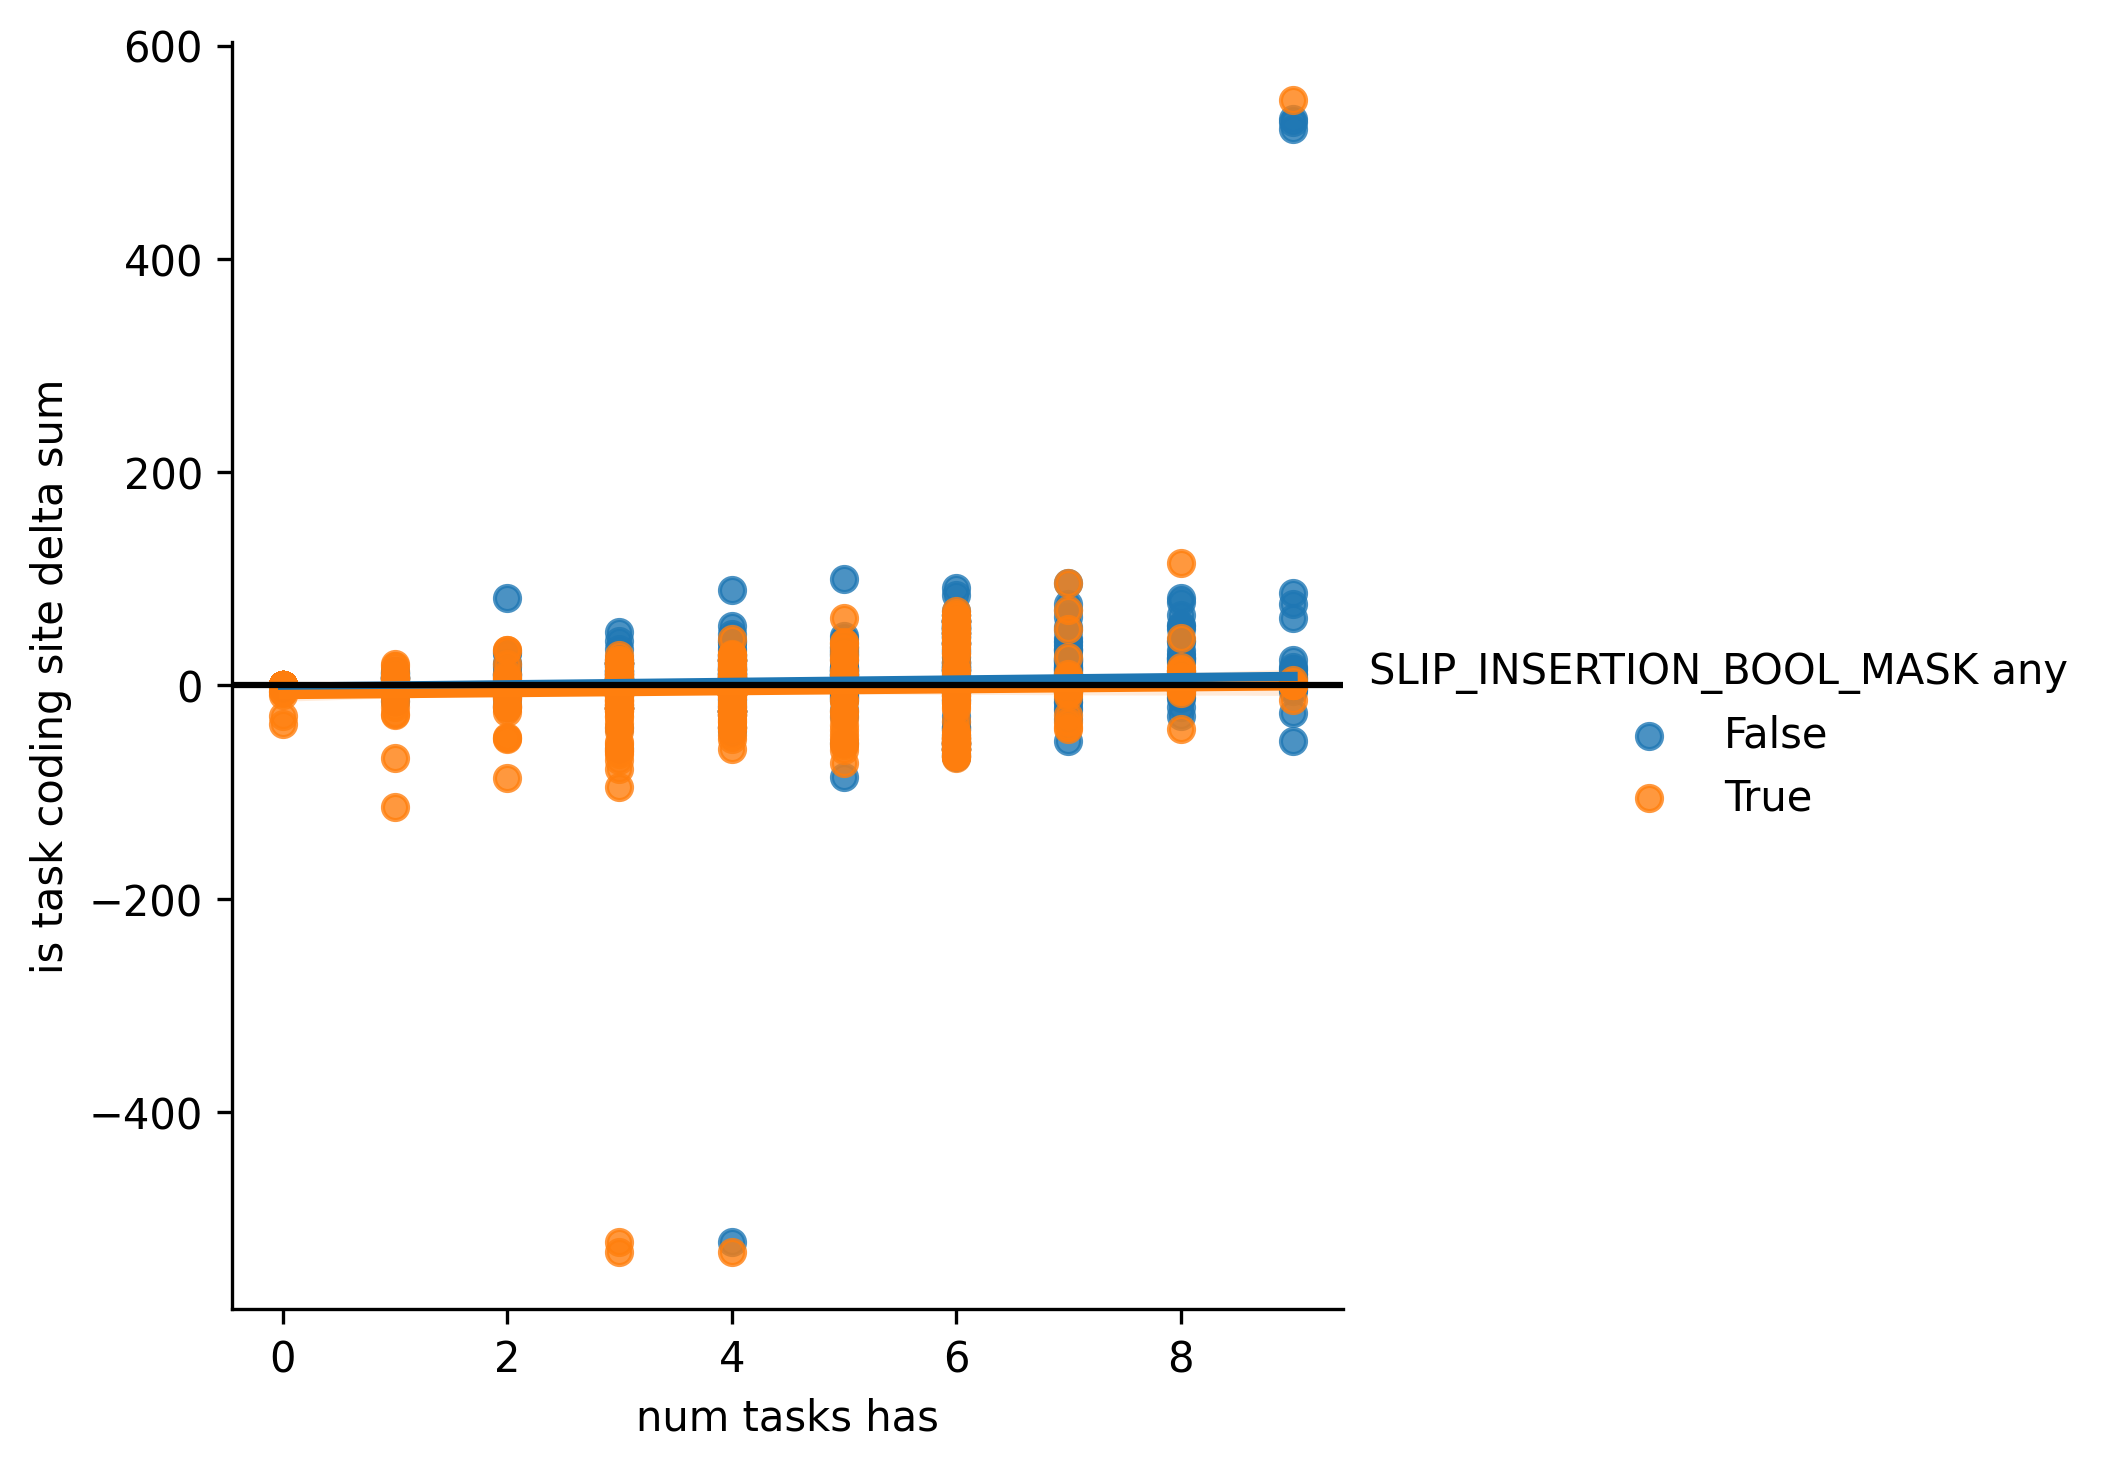 600
400
200
0
−200
−400
0 2 4 6 8
num tasks has
is task coding site delta sum
SLIP_INSERTION_BOOL_MASK any
False
True